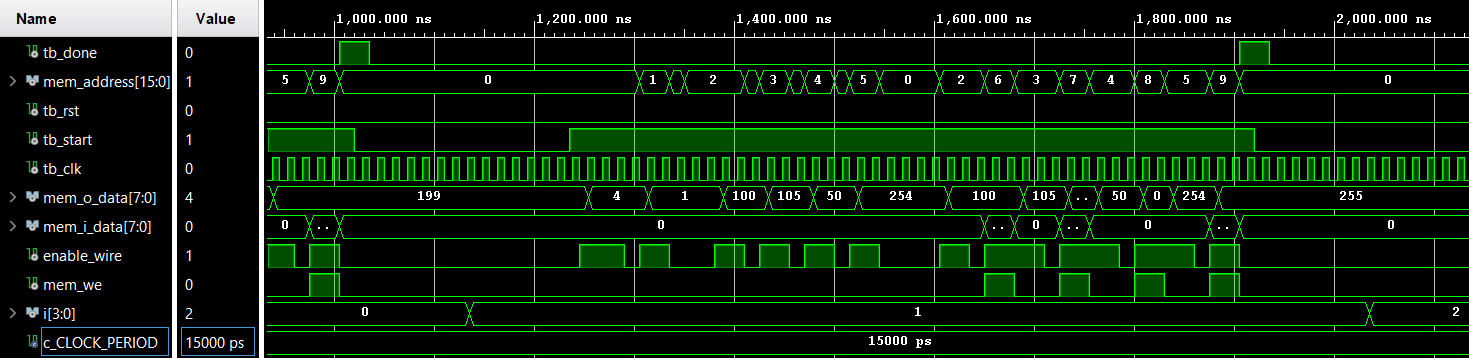 Name Value 1,000.000 ns 1,200.000 ns 1,400.000 ns 1,600.000 ns 1,800.000 ns 2,000.000 ns
tb_done 0
mem_address[15:0] 1 5 9 0 1 2 3 4 5 0 2 6 3 7 4 8 5 9 0
tb_rst 0
tb_start 1
tb_clk 0
mem_o_data[7:0] 4 199 4 1 100 105 50 254 100 105 .. 50 0 254 255
mem_i_data[7:0] 0 0 .. 0 .. 0 .. 0 .. 0
enable_wire 1
mem_we 0
i[3:0] 2 0 1 2
c_CLOCK_PERIOD 15000 ps 15000 ps